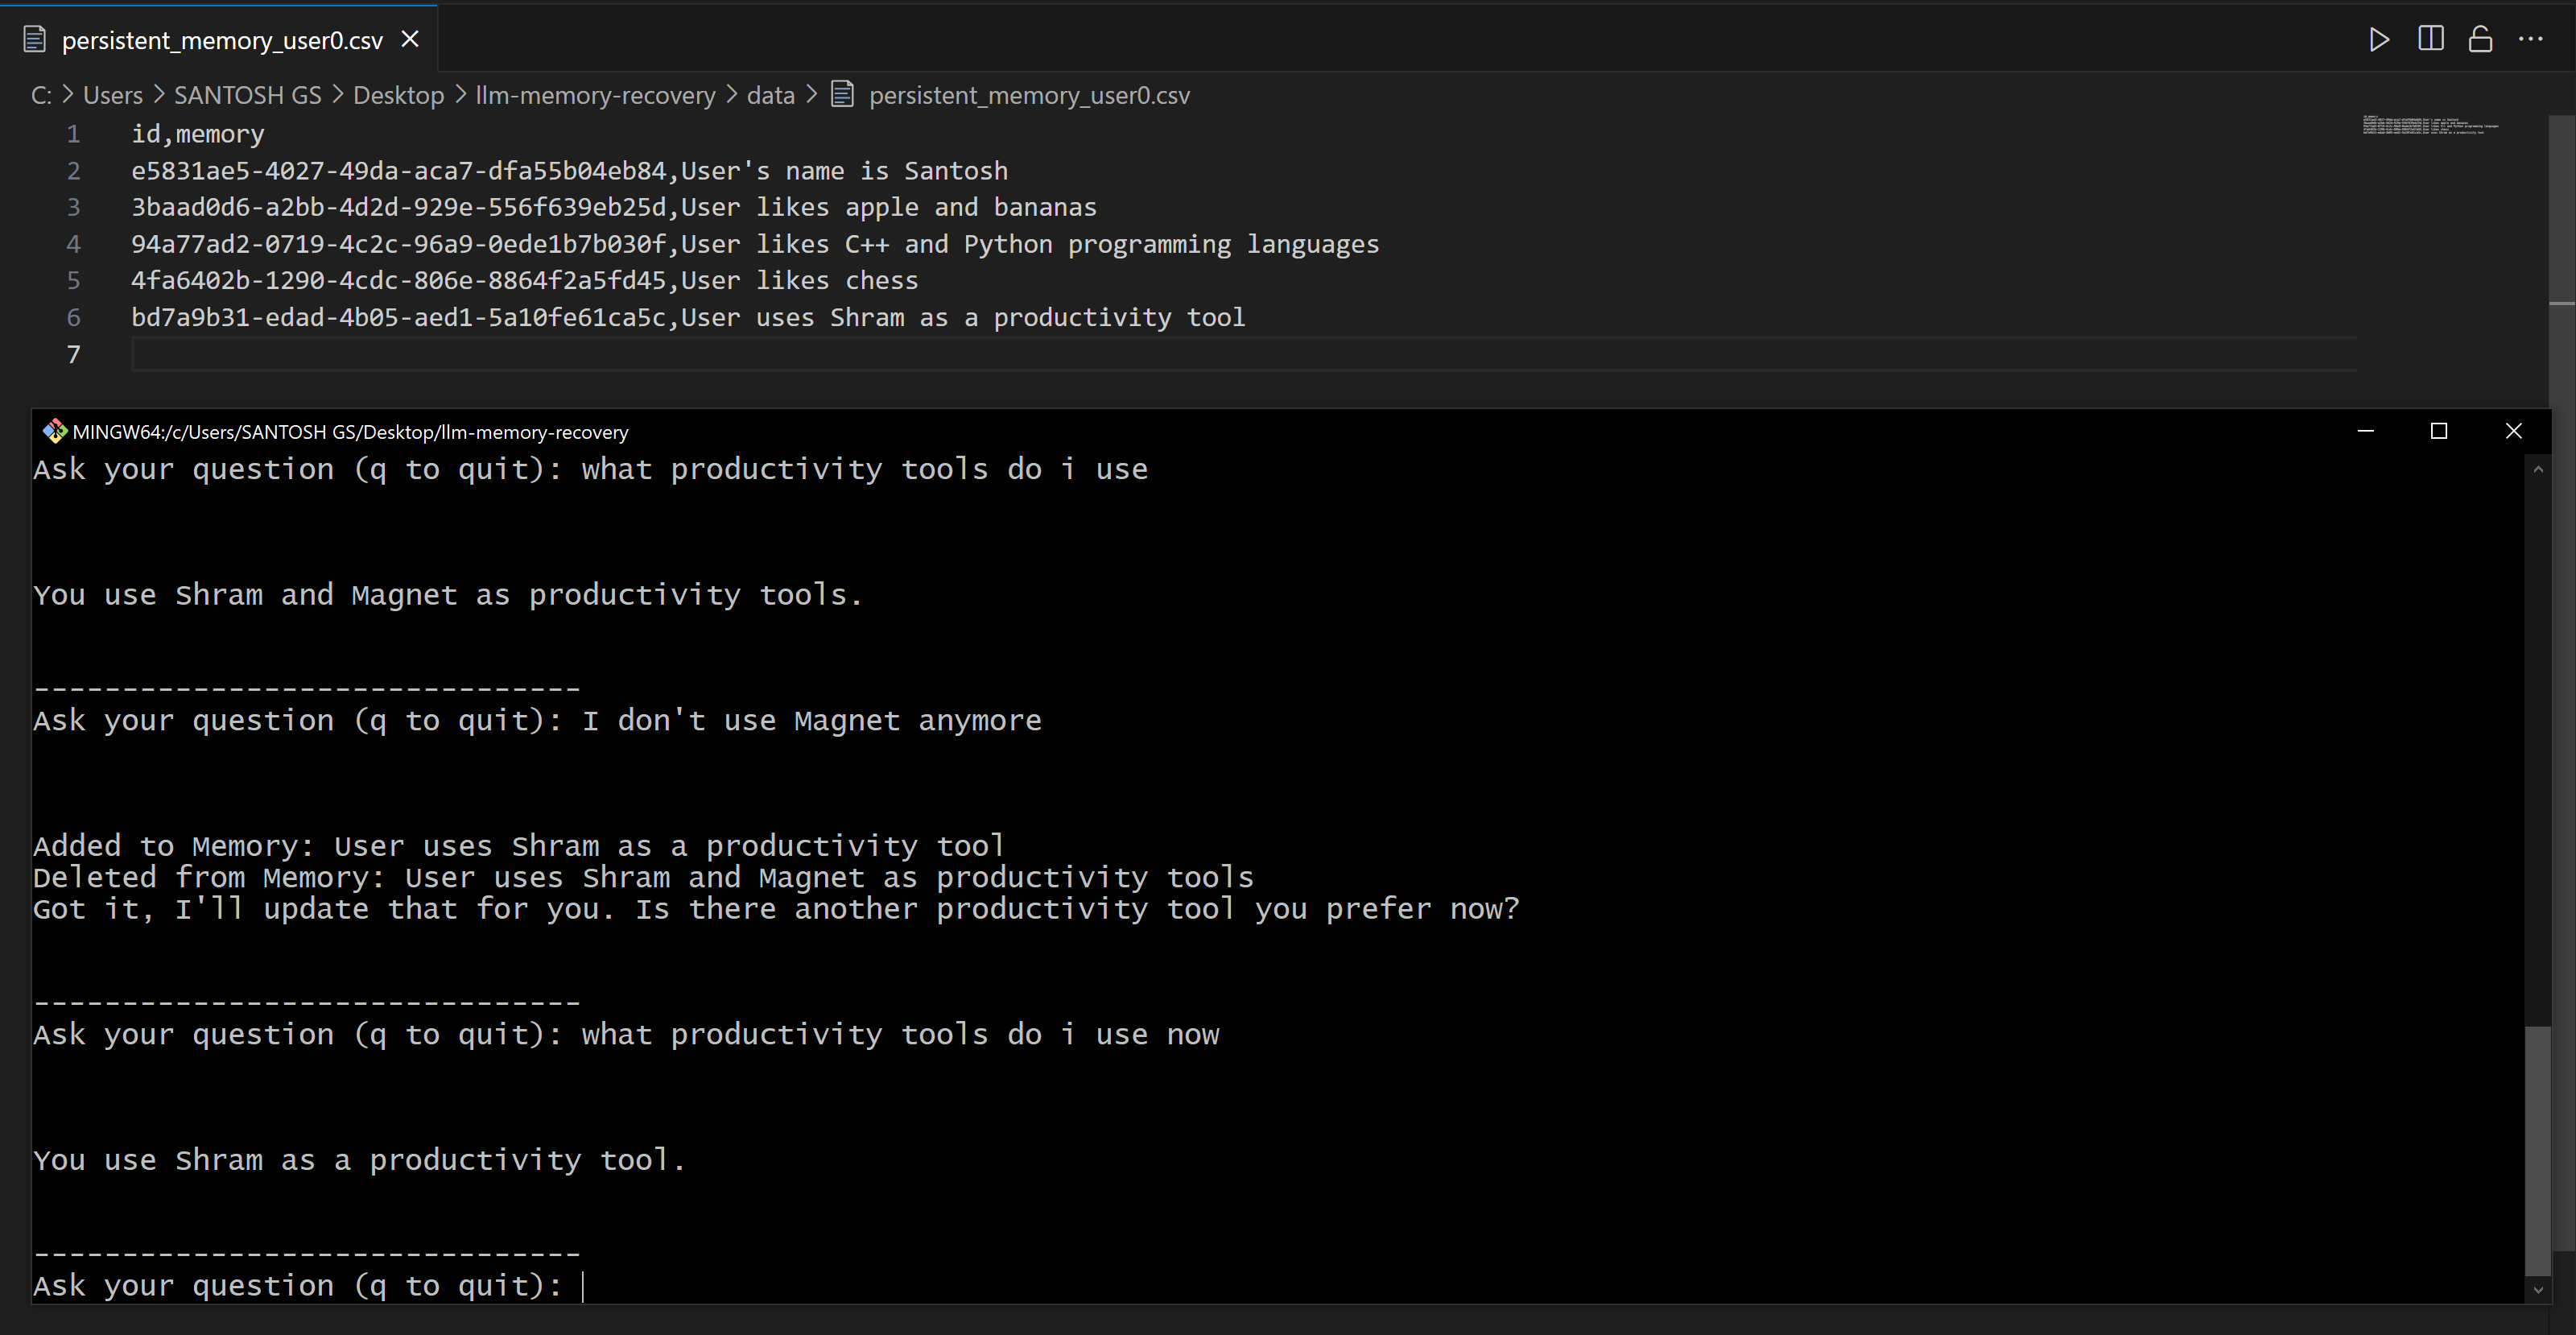 persistent_memory_user0.csv
C: > Users > SANTOSH GS > Desktop > llm-memory-recovery > data > persistent_memory_user0.csv
1 id,memory
2 e5831ae5-4027-49da-aca7-dfa55b04eb84,User's name is Santosh
3 3baad0d6-a2bb-4d2d-929e-556f639eb25d,User likes apple and bananas
4 94a77ad2-0719-4c2c-96a9-0ede1b7b030f,User likes C++ and Python programming languages
5 4fa6402b-1290-4cdc-806e-8864f2a5fd45,User likes chess
6 bd7a9b31-edad-4b05-aed1-5a10fe61ca5c,User uses Shram as a productivity tool
7
MINGW64:/c/Users/SANTOSH GS/Desktop/llm-memory-recovery
Ask your question (q to quit): what productivity tools do i use
You use Shram and Magnet as productivity tools.
-------------------------------
Ask your question (q to quit): I don't use Magnet anymore
Added to Memory: User uses Shram as a productivity tool
Deleted from Memory: User uses Shram and Magnet as productivity tools
Got it, I'll update that for you. Is there another productivity tool you prefer now?
-------------------------------
Ask your question (q to quit): what productivity tools do i use now
You use Shram as a productivity tool.
-------------------------------
Ask your question (q to quit):